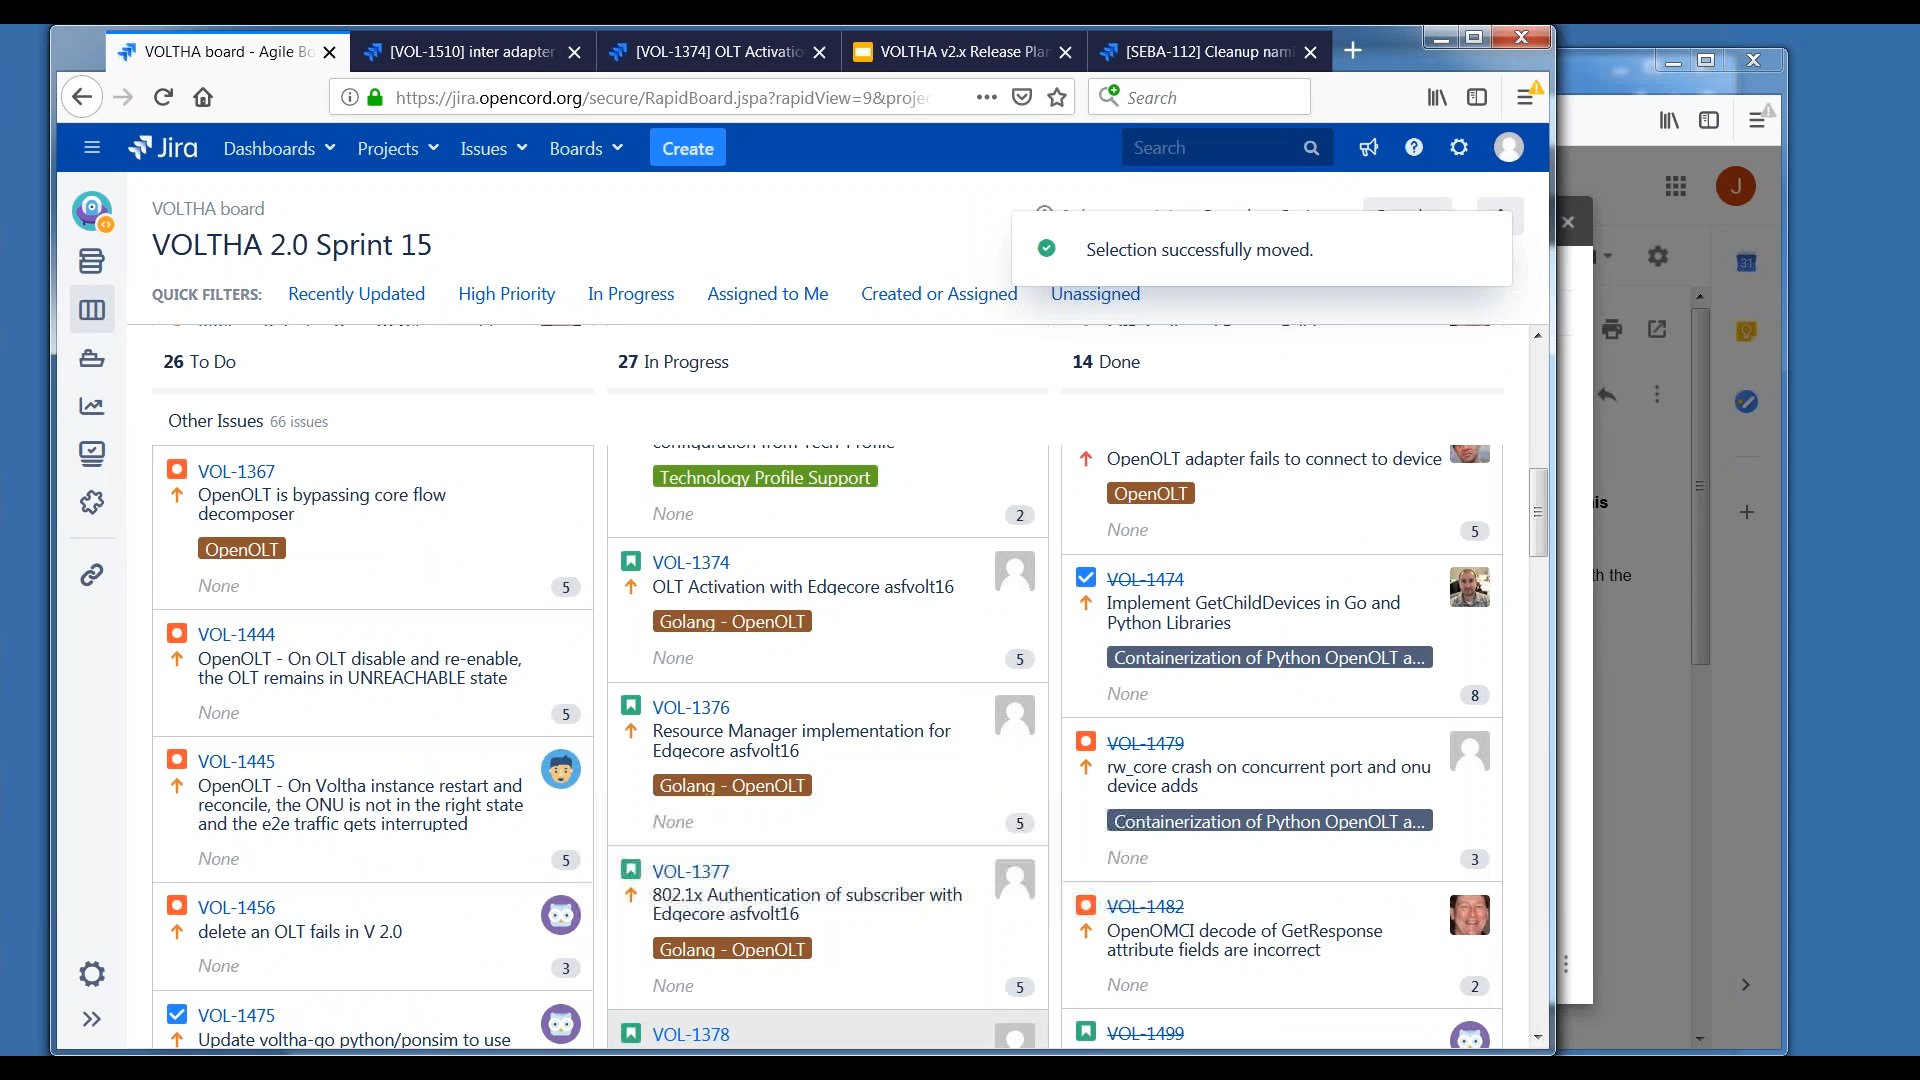 VOLTHA board - Agile Bo
[VOL-1510] inter adapter
[VOL-1374] OLT Activatio
VOLTHA v2.x Release Plan
[SEBA-112] Cleanup nami
https://jira.opencord.org/secure/RapidBoard.jspa?rapidView=9&projec
Search
Jira
Dashboards
Projects
Issues
Boards
Create
Search
VOLTHA board
VOLTHA 2.0 Sprint 15
Selection successfully moved.
QUICK FILTERS:
Recently Updated
High Priority
In Progress
Assigned to Me
Created or Assigned
Unassigned
26 To Do
27 In Progress
14 Done
Other Issues 66 issues
VOL-1367
OpenOLT is bypassing core flow
decomposer
OpenOLT
None
5
VOL-1444
OpenOLT - On OLT disable and re-enable,
the OLT remains in UNREACHABLE state
None
5
VOL-1445
OpenOLT - On Voltha instance restart and
reconcile, the ONU is not in the right state
and the e2e traffic gets interrupted
None
5
VOL-1456
delete an OLT fails in V 2.0
None
3
VOL-1475
Update voltha-go python/ponsim to use
configuration from Tech-Profile
Technology Profile Support
None
2
VOL-1374
OLT Activation with Edgecore asfvolt16
Golang - OpenOLT
None
5
VOL-1376
Resource Manager implementation for
Edgecore asfvolt16
Golang - OpenOLT
None
5
VOL-1377
802.1x Authentication of subscriber with
Edgecore asfvolt16
Golang - OpenOLT
None
5
VOL-1378
OpenOLT adapter fails to connect to device
OpenOLT
None
5
VOL-1474
Implement GetChildDevices in Go and
Python Libraries
Containerization of Python OpenOLT a...
None
8
VOL-1479
rw_core crash on concurrent port and onu
device adds
Containerization of Python OpenOLT a...
None
3
VOL-1482
OpenOMCI decode of GetResponse
attribute fields are incorrect
None
2
VOL-1499
J
31
is
th the